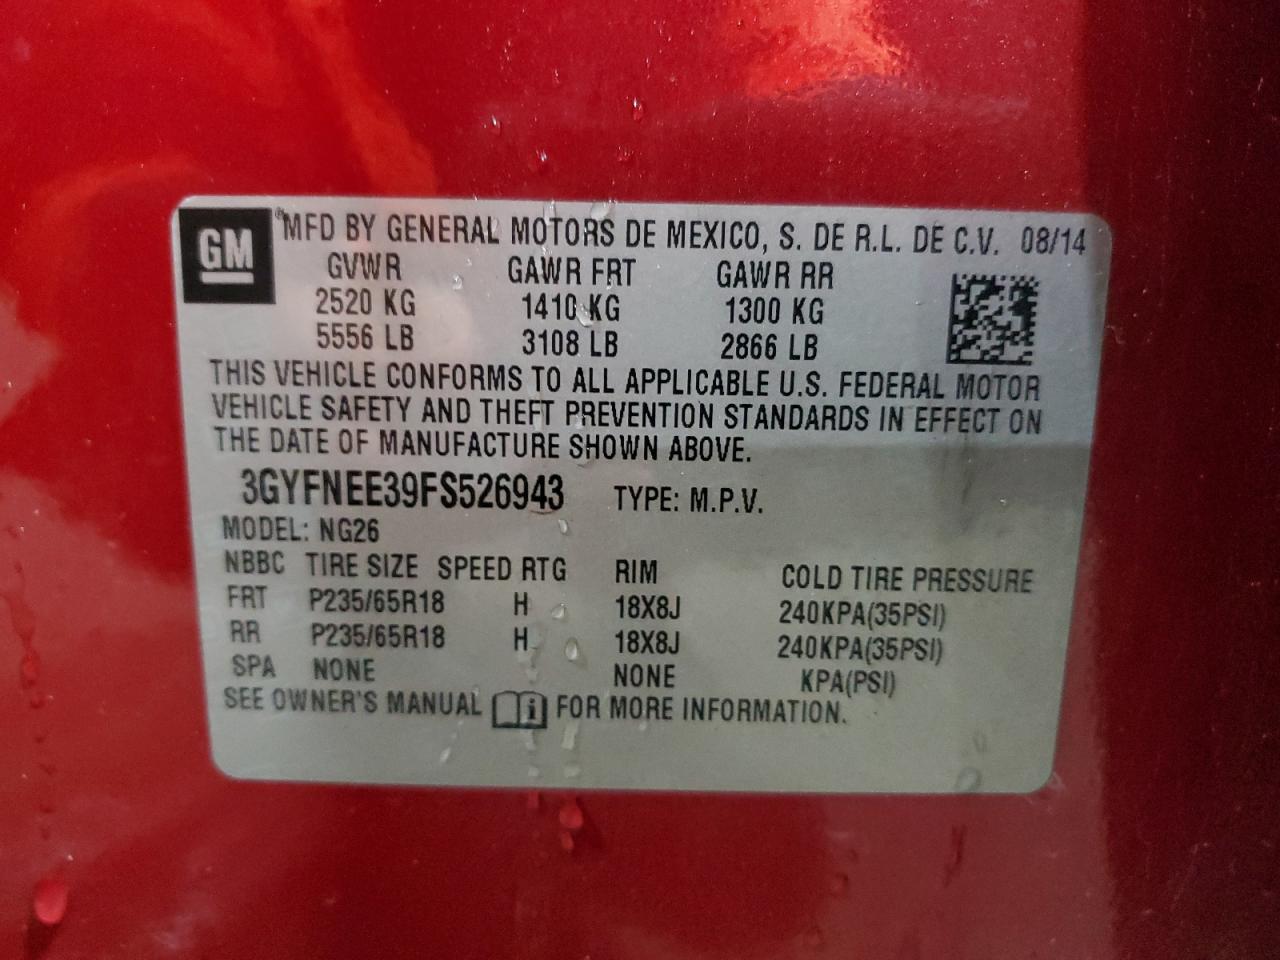 GM ® MFD BY GENERAL MOTORS DE MEXICO, S. DE R.L. DE C.V. 08/14
GVWR GAWR FRT GAWR RR
2520 KG 1410 KG 1300 KG
5556 LB 3108 LB 2866 LB
THIS VEHICLE CONFORMS TO ALL APPLICABLE U.S. FEDERAL MOTOR
VEHICLE SAFETY AND THEFT PREVENTION STANDARDS IN EFFECT ON
THE DATE OF MANUFACTURE SHOWN ABOVE.
3GYFNEE39FS526943 TYPE: M.P.V.
MODEL: NG26
NBBC TIRE SIZE SPEED RTG RIM COLD TIRE PRESSURE
FRT P235/65R18 H 18X8J 240KPA(35PSI)
RR P235/65R18 H 18X8J 240KPA(35PSI)
SPA NONE NONE KPA(PSI)
SEE OWNER'S MANUAL i FOR MORE INFORMATION.